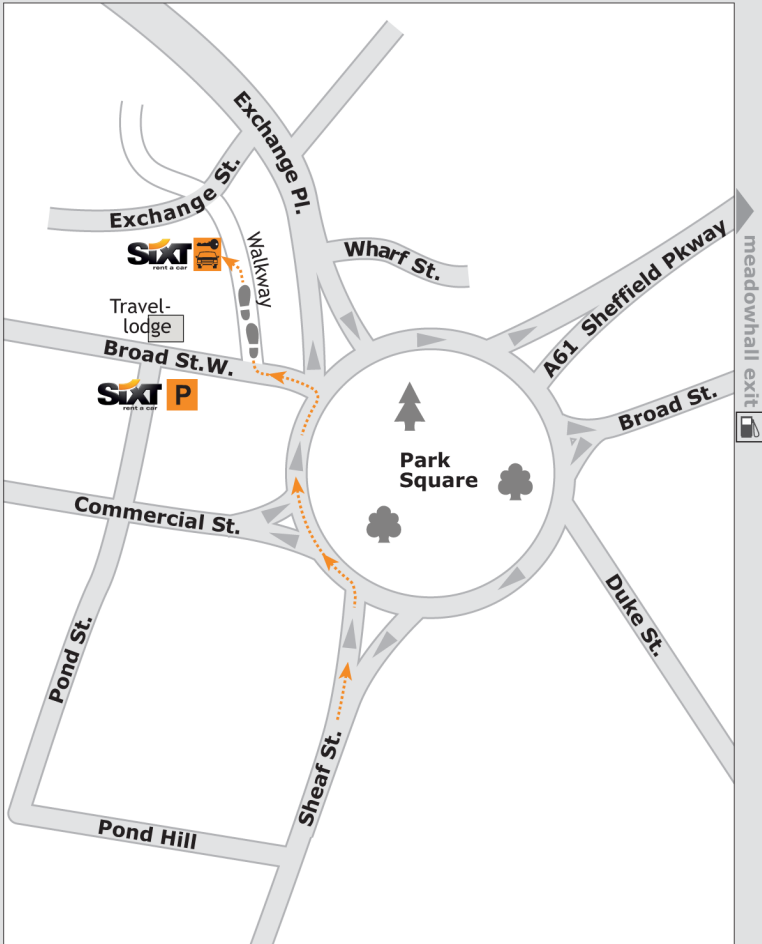 Exchange Pl.
Exchange St.
SiXT
rent a car
Walkway
Wharf St.
A61 Sheffield Pkway
meadowhall exit
Travel-
lodge
Broad St.W.
SiXT
rent a car
P
Broad St.
Park
Square
Commercial St.
Duke St.
Pond St.
Sheaf St.
Pond Hill